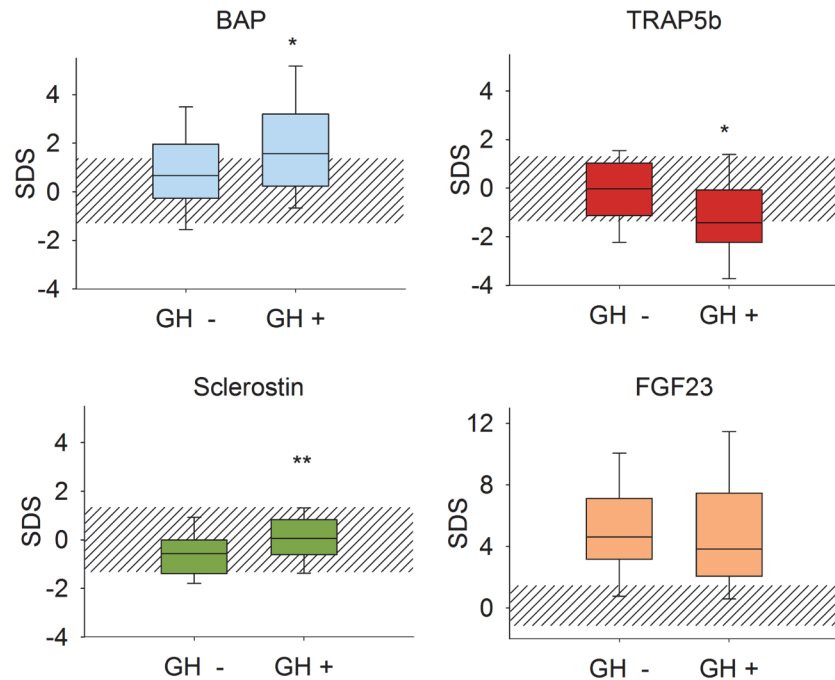 BAP
*
4
2
0
-2
-4
SDS
GH -
GH +
TRAP5b
*
4
2
0
-2
-4
SDS
GH -
GH +
Sclerostin
**
4
2
0
-2
-4
SDS
GH -
GH +
FGF23
12
8
4
0
SDS
GH -
GH +